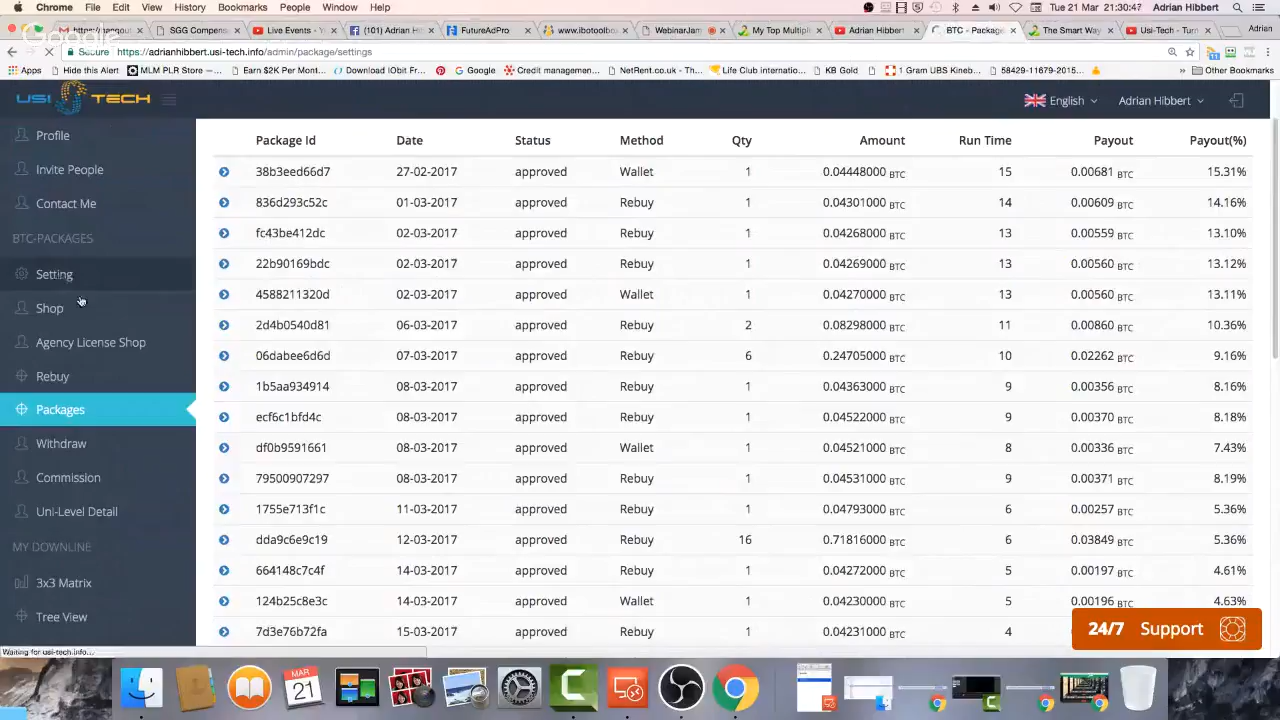 Chrome File Edit View History Bookmarks People Window Help Tue 21 Mar 21:30:47 Adrian Hibbert
SGG Compens (101) Adrian Hi FutureAdPro www.ibotoolbo WebinarJam My Top Multipl Adrian Hibbert BTC - Package The Smart Way Usi-Tech - Turn Adrian
Google
Secure https://adrianhibbert.usi-tech.info/admin/package/settings
Apps Hide this Alert MLM PLR Store — Earn $2K Per Mont... Download IObit Fr Google Credit managemen... NetRent.co.uk - Th... Life Club internatio... KB Gold 1 Gram UBS Kineb... 58429-11679-2015... Other Bookmarks
USI TECH English Adrian Hibbert
Profile
Invite People
Contact Me
BTC-PACKAGES
Setting
Shop
Agency License Shop
Rebuy
Packages
Withdraw
Commission
Uni-Level Detail
MY DOWNLINE
3x3 Matrix
Tree View
Package Id Date Status Method Qty Amount Run Time Payout Payout(%)
38b3eed66d7 27-02-2017 approved Wallet 1 0.04448000 BTC 15 0.00681 BTC 15.31%
836d293c52c 01-03-2017 approved Rebuy 1 0.04301000 BTC 14 0.00609 BTC 14.16%
fc43be412dc 02-03-2017 approved Rebuy 1 0.04268000 BTC 13 0.00559 BTC 13.10%
22b90169bdc 02-03-2017 approved Rebuy 1 0.04269000 BTC 13 0.00560 BTC 13.12%
4588211320d 02-03-2017 approved Wallet 1 0.04270000 BTC 13 0.00560 BTC 13.11%
2d4b0540d81 06-03-2017 approved Rebuy 2 0.08298000 BTC 11 0.00860 BTC 10.36%
06dabee6d6d 07-03-2017 approved Rebuy 6 0.24705000 BTC 10 0.02262 BTC 9.16%
1b5aa934914 08-03-2017 approved Rebuy 1 0.04363000 BTC 9 0.00356 BTC 8.16%
ecf6c1bfd4c 08-03-2017 approved Rebuy 1 0.04522000 BTC 9 0.00370 BTC 8.18%
df0b9591661 08-03-2017 approved Wallet 1 0.04521000 BTC 8 0.00336 BTC 7.43%
79500907297 08-03-2017 approved Rebuy 1 0.04531000 BTC 9 0.00371 BTC 8.19%
1755e713f1c 11-03-2017 approved Rebuy 1 0.04793000 BTC 6 0.00257 BTC 5.36%
dda9c6e9c19 12-03-2017 approved Rebuy 16 0.71816000 BTC 6 0.03849 BTC 5.36%
664148c7c4f 14-03-2017 approved Rebuy 1 0.04272000 BTC 5 0.00197 BTC 4.61%
124b25c8e3c 14-03-2017 approved Wallet 1 0.04230000 BTC 5 0.00196 BTC 4.63%
7d3e76b72fa 15-03-2017 approved Rebuy 1 0.04231000 BTC 4
24/7 Support
Waiting for usi-tech.info...
MAR
21